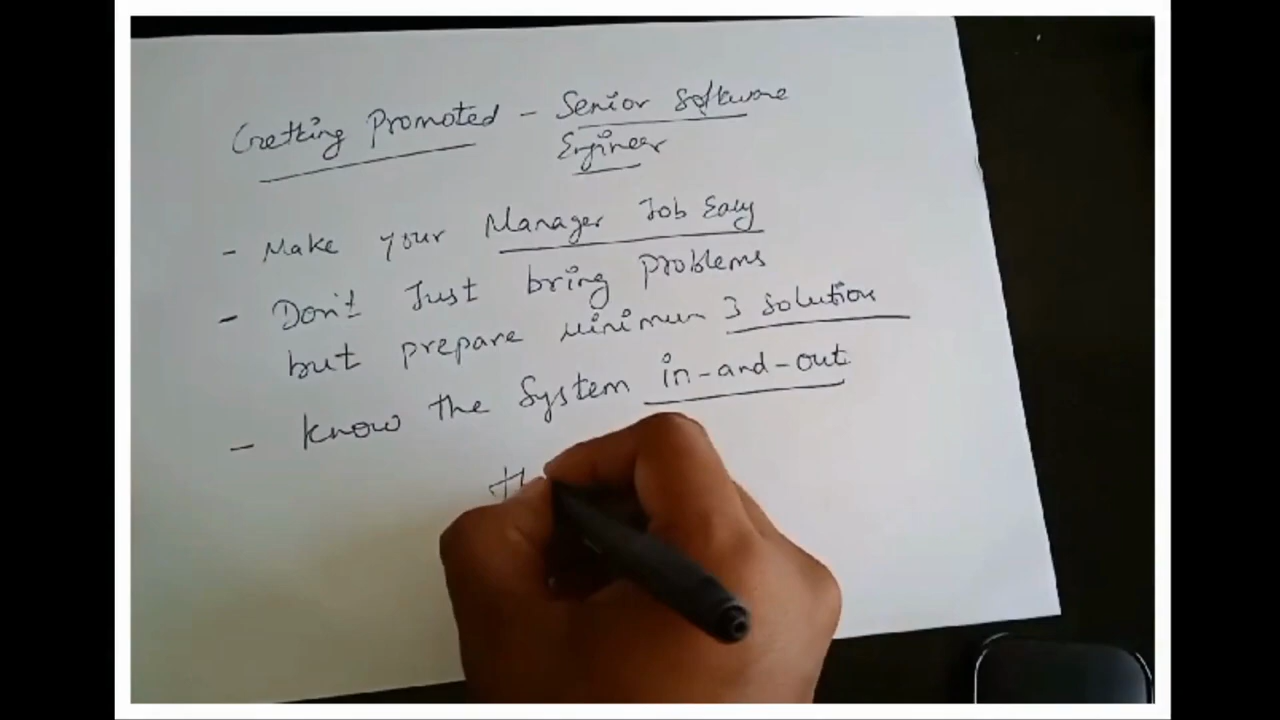 Getting Promoted - Senior Software
Engineer
- Make your Manager Job Easy
- Don't Just bring problems
but prepare minimum 3 solution
- Know the System in-and-out